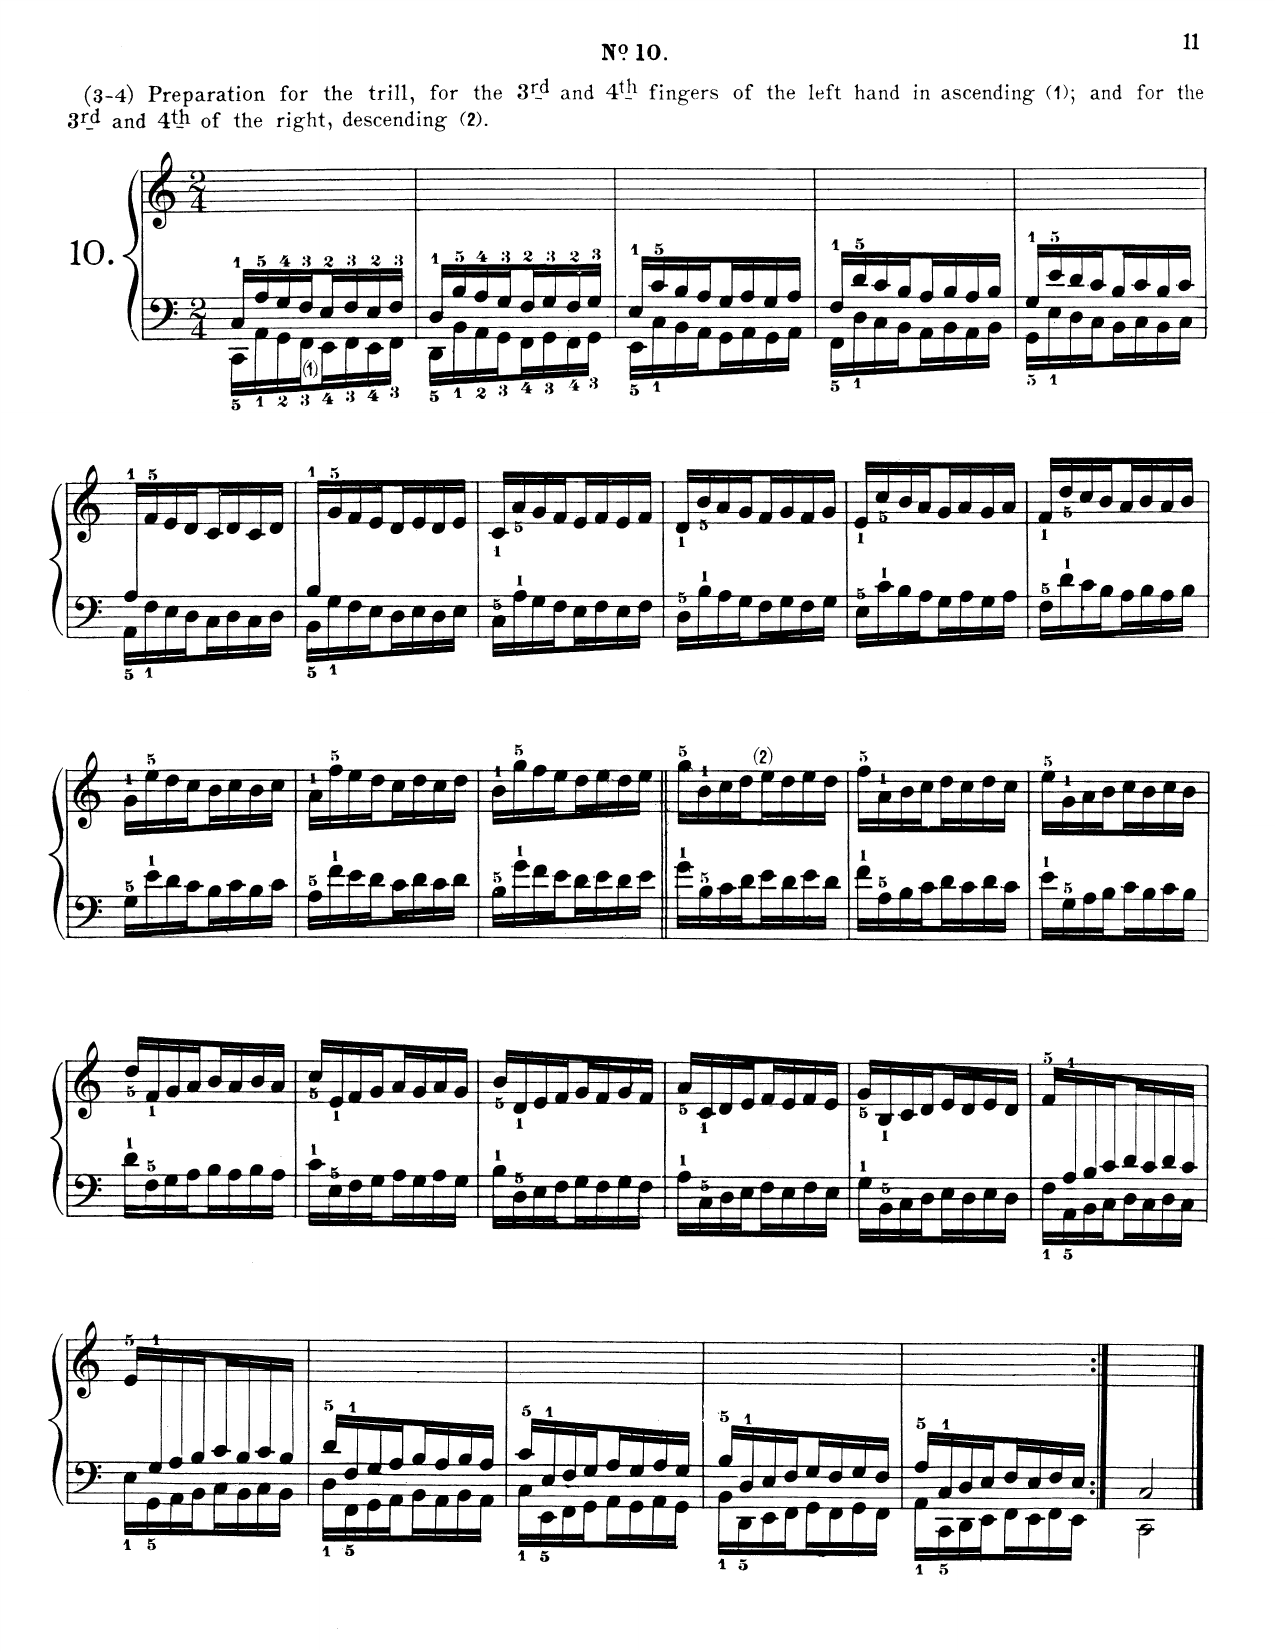 11
Nº 10.
(3-4) Preparation for the trill, for the 3rd and 4th fingers of the left hand in ascending (1); and for the
3rd and 4th of the right, descending (2).
2 2
4 4
10.
1 5 4 3 2 3 2 3 1 5 4 3 2 3 2 3 1 5 1 5 1 5
(1)
5 1 2 3 4 3 4 3 5 1 2 3 4 3 4 3 5 1 5 1 5 1
1 5 1 5
5 5 5 5
1 1 1 1
1 1 1 1
5 5 5 5
5 1 5 1
5 5 5 5 (2) 5 5
1 1 1 1 1 1
1 1 1 1 1 1
5 5 5 5 5 5
5 1
5 5 5 5 5
1 1 1 1 1
1 1 1 1 1
5 5 5 5 5
1 5
5 1
5 1 5 1 5 1 5 1
1 5 1 5 1 5 1 5 1 5